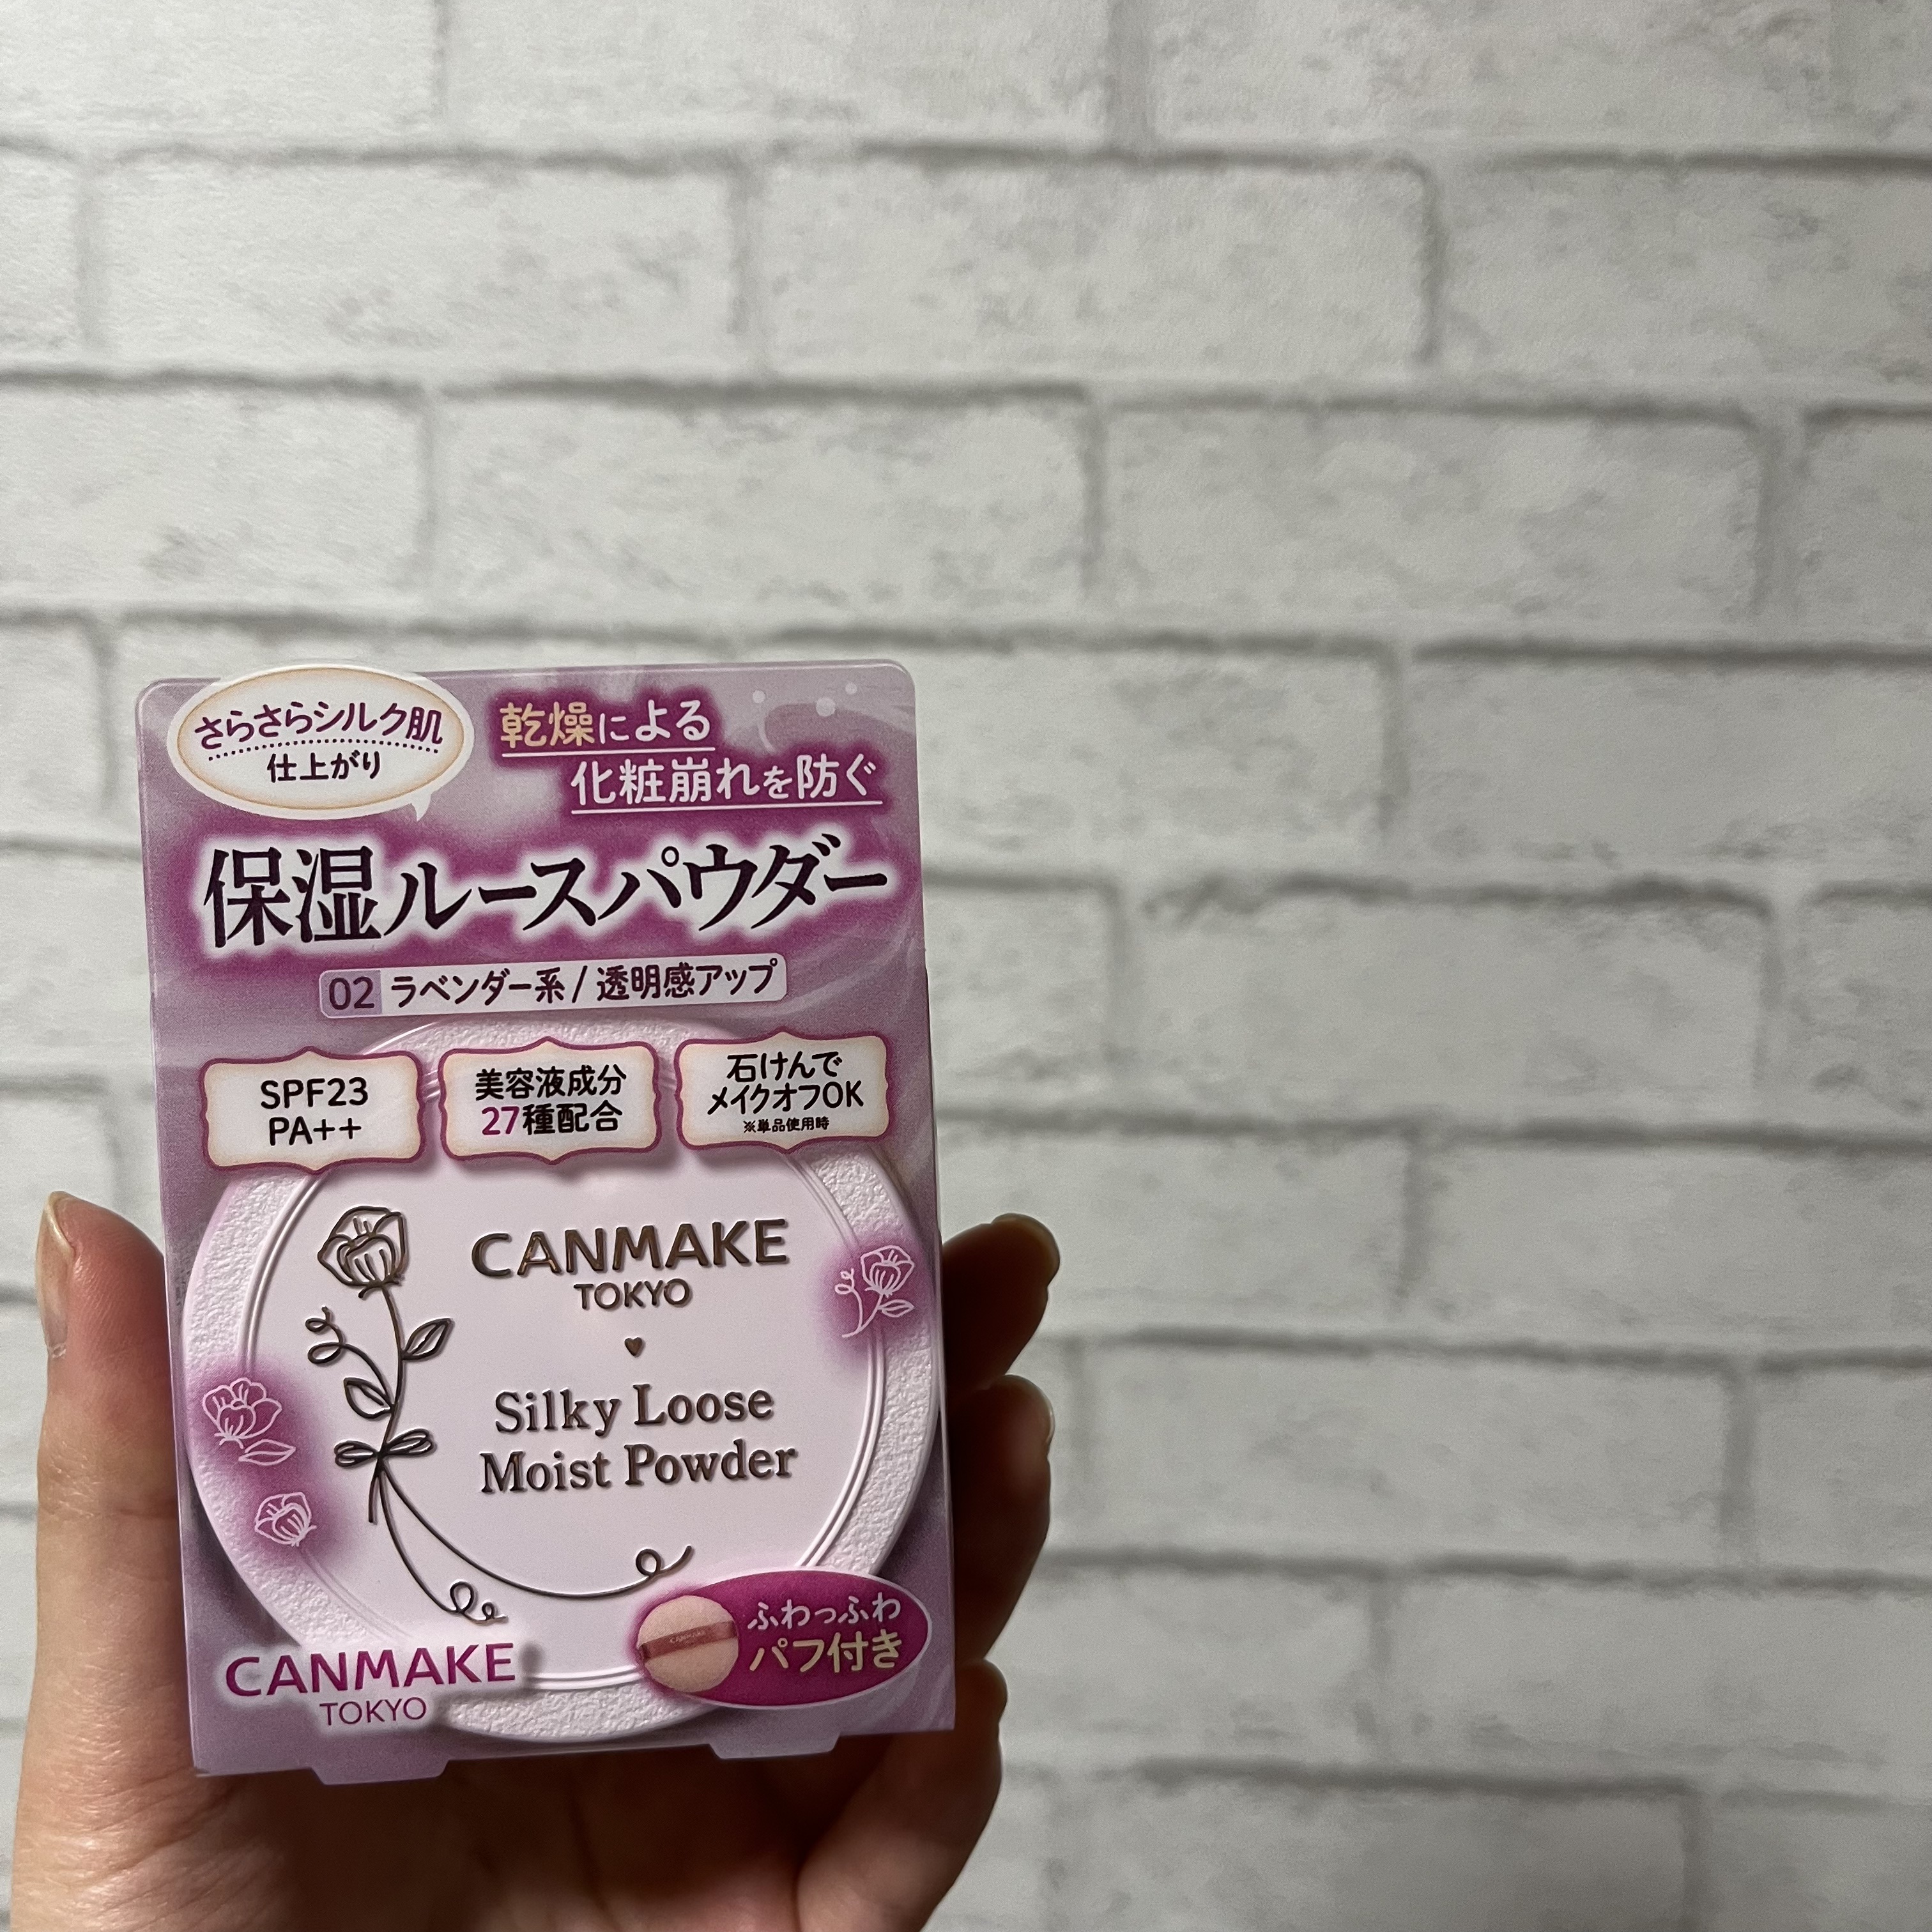 さらさらシルク肌
仕上がり
乾燥による
化粧崩れを防ぐ
保湿ルースパウダー
02 ラベンダー系/透明感アップ
SPF23
PA++
美容液成分
27種配合
石けんで
メイクオフOK
※単品使用時
CANMAKE
TOKYO
Silky Loose
Moist Powder
ふわっふわ
パフ付き
CANMAKE
CANMAKE
TOKYO